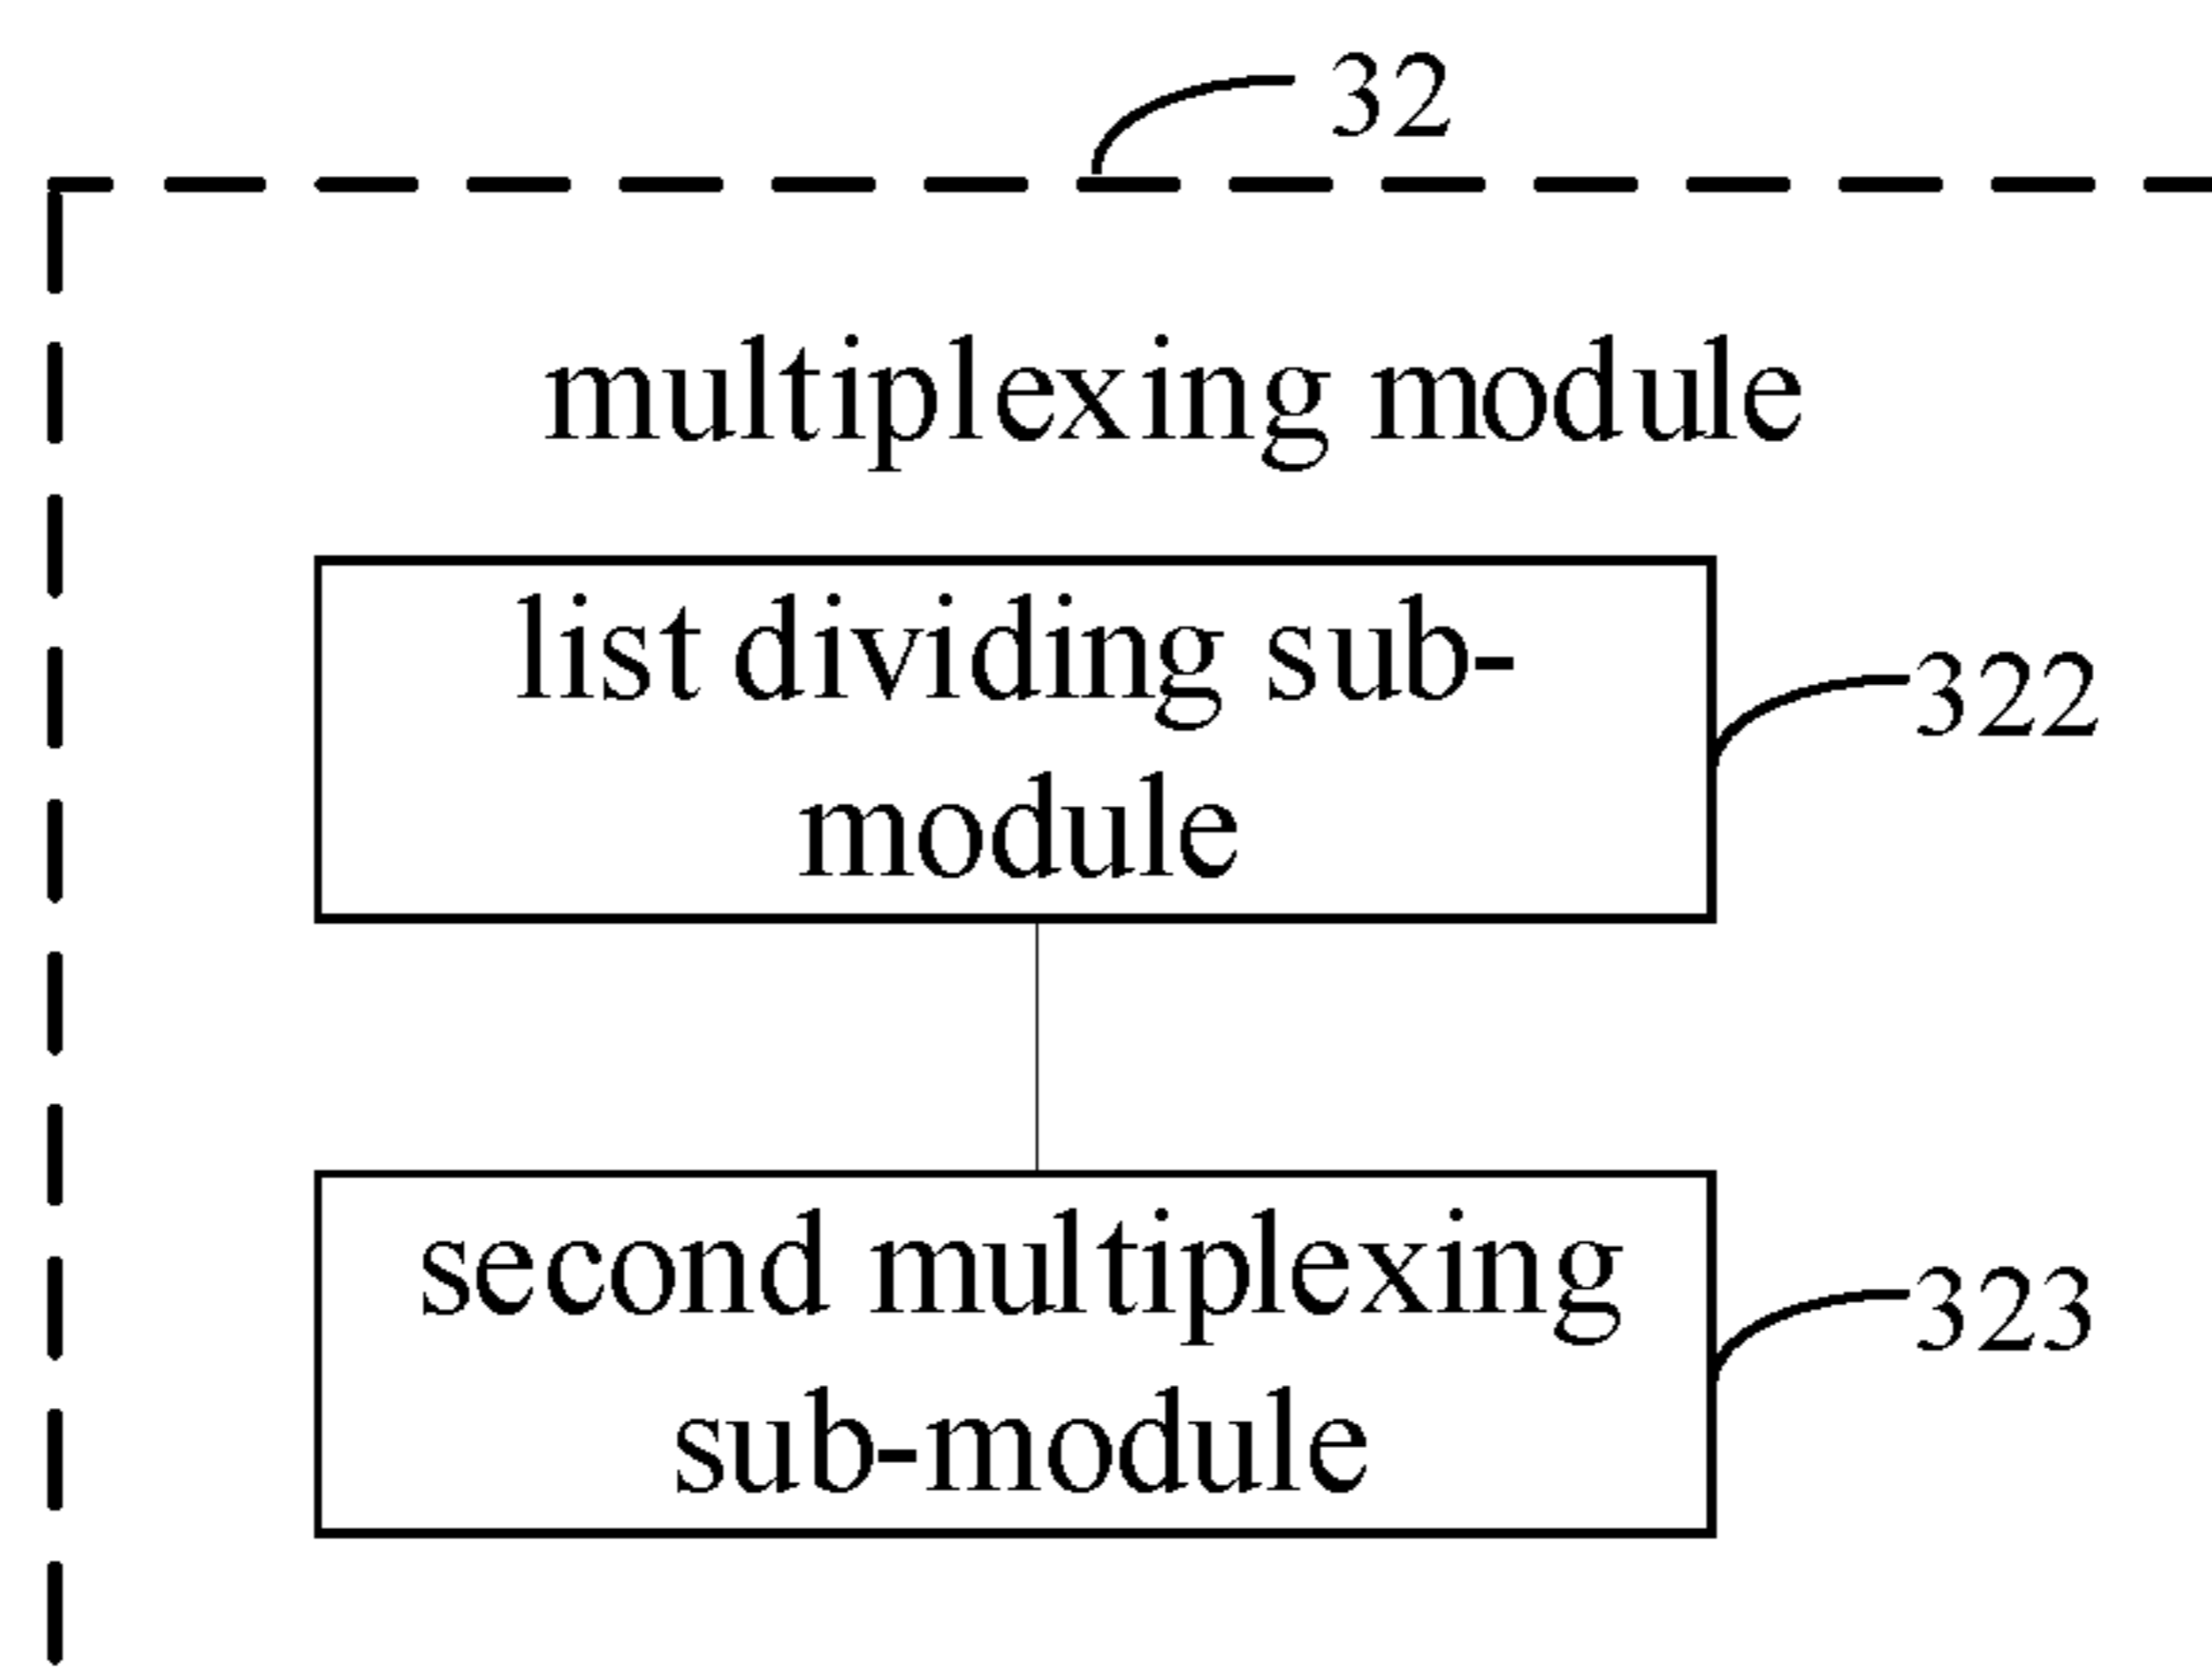 32
multiplexing module
list dividing sub-
module
322
second multiplexing
sub-module
323